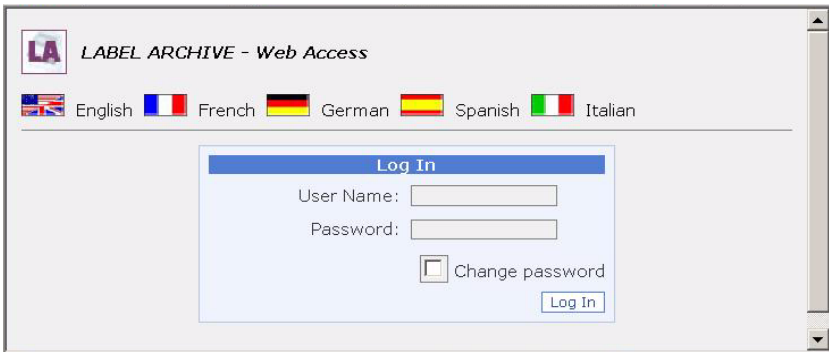 LA LABEL ARCHIVE - Web Access
English French German Spanish Italian
Log In
User Name:
Password:
Change password
Log In